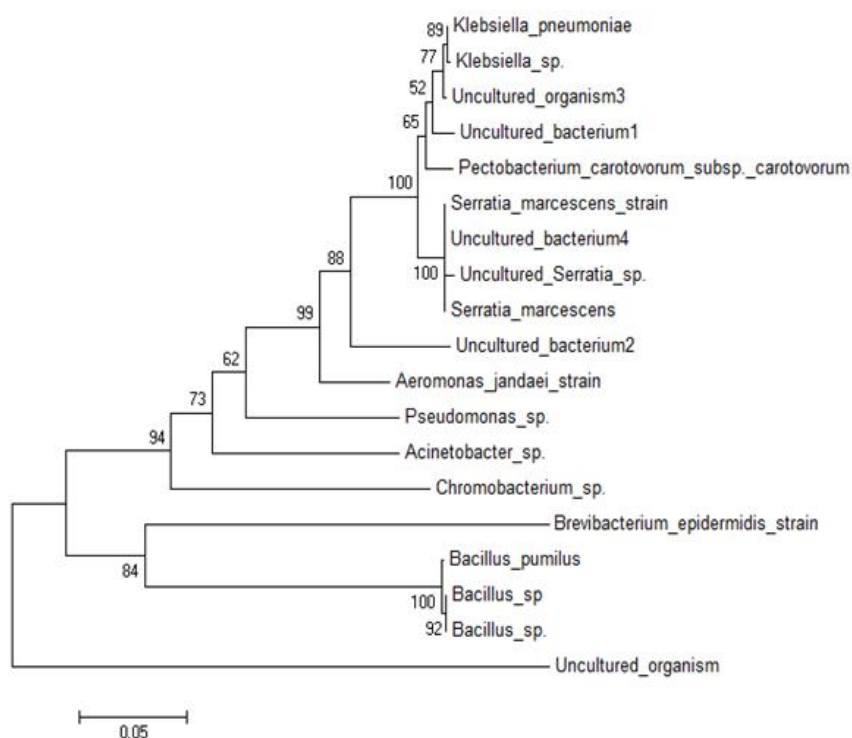 Klebsiella_pneumoniae
89
Klebsiella_sp.
77
Uncultured_organism3
52
Uncultured_bacterium1
65
Pectobacterium_carotovorum_subsp._carotovorum
100
Serratia_marcescens_strain
Uncultured_bacterium4
88
100
Uncultured_Serratia_sp.
99
Serratia_marcescens
Uncultured_bacterium2
62
Aeromonas_jandaei_strain
73
Pseudomonas_sp.
94
Acinetobacter_sp.
Chromobacterium_sp.
Brevibacterium_epidermidis_strain
84
Bacillus_pumilus
100
Bacillus_sp
92
Bacillus_sp.
Uncultured_organism
0.05